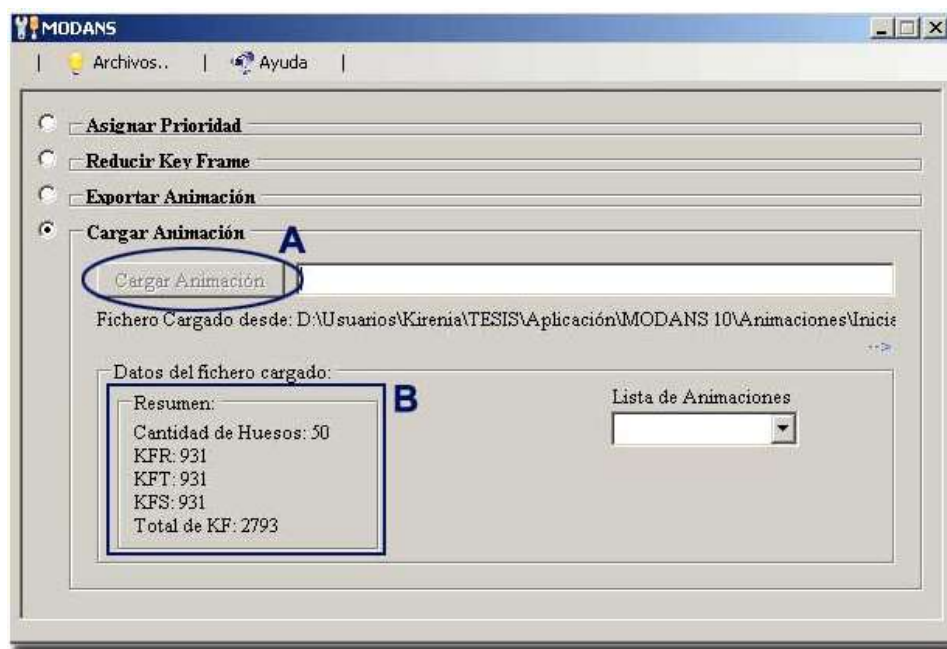 MODANS
| Archivos.. | Ayuda |
Asignar Prioridad
Reducir Key Frame
Exportar Animación
Cargar Animación
A
Cargar Animación
Fichero Cargado desde: D:\Usuarios\Kirenia\TESIS\Aplicación\MODANS 10\Animaciones\Inicia
-->
Datos del fichero cargado:
Resumen:
B
Lista de Animaciones
Cantidad de Huesos: 50
KFR: 931
KFT: 931
KFS: 931
Total de KF: 2793